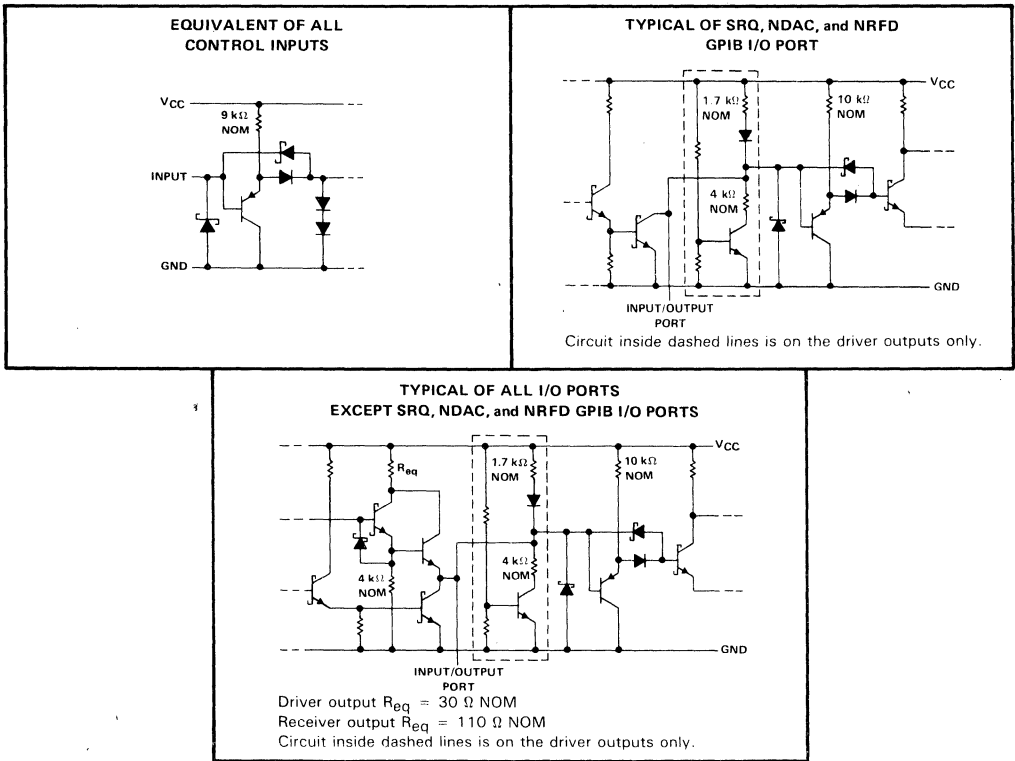 EQUIVALENT OF ALL
CONTROL INPUTS
VCC
9 kΩ
NOM
INPUT
GND
TYPICAL OF SRQ, NDAC, and NRFD
GPIB I/O PORT
VCC
1.7 kΩ
NOM
10 kΩ
NOM
4 kΩ
NOM
GND
INPUT/OUTPUT
PORT
Circuit inside dashed lines is on the driver outputs only.
TYPICAL OF ALL I/O PORTS
EXCEPT SRQ, NDAC, and NRFD GPIB I/O PORTS
VCC
Req
1.7 kΩ
NOM
10 kΩ
NOM
4 kΩ
NOM
4 kΩ
NOM
GND
INPUT/OUTPUT
PORT
Driver output Req = 30 Ω NOM
Receiver output Req = 110 Ω NOM
Circuit inside dashed lines is on the driver outputs only.